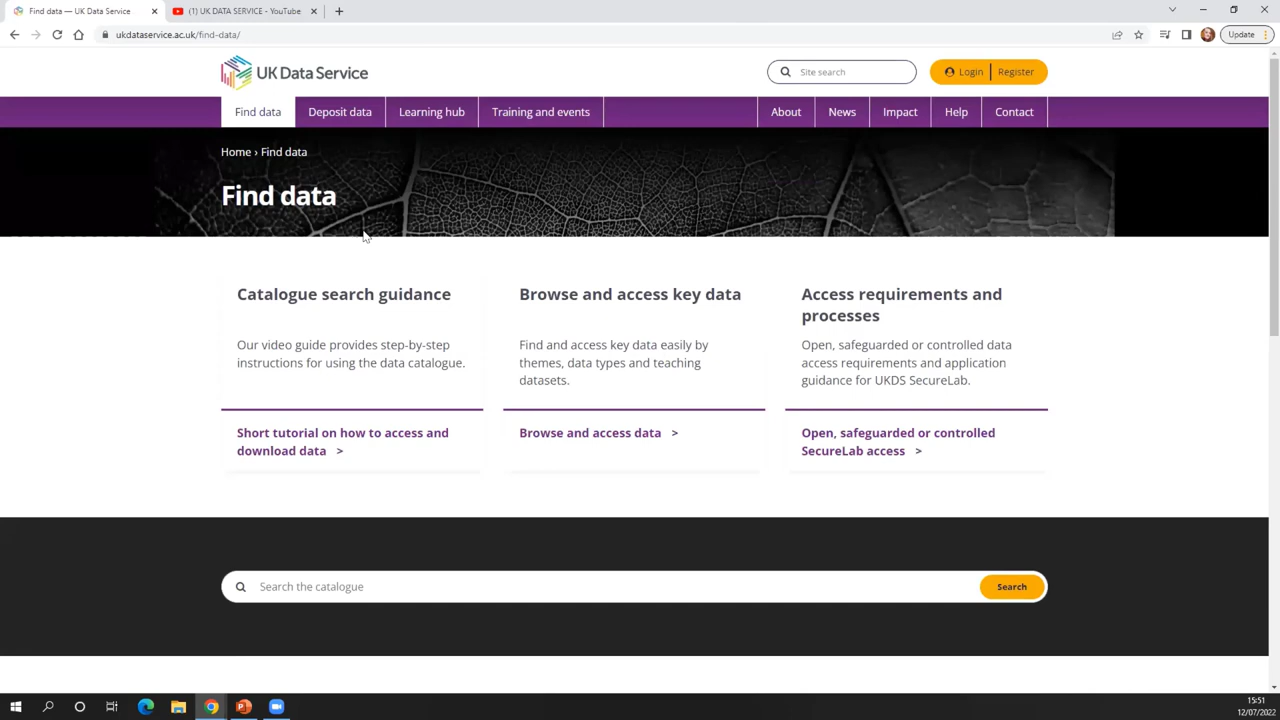 Find data — UK Data Service
(1) UK DATA SERVICE - YouTube
ukdataservice.ac.uk/find-data/
Update
UK Data Service
Site search
Login
Register
Find data
Deposit data
Learning hub
Training and events
About
News
Impact
Help
Contact
Home › Find data
Find data
Catalogue search guidance
Our video guide provides step-by-step
instructions for using the data catalogue.
Short tutorial on how to access and
download data >
Browse and access key data
Find and access key data easily by
themes, data types and teaching
datasets.
Browse and access data >
Access requirements and
processes
Open, safeguarded or controlled data
access requirements and application
guidance for UKDS SecureLab.
Open, safeguarded or controlled
SecureLab access >
Search the catalogue
Search
15:51
12/07/2022